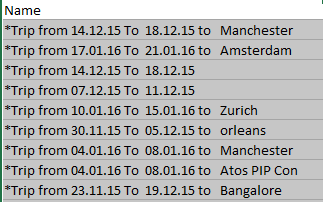 Name
*Trip from 14.12.15 To 18.12.15 to Manchester
*Trip from 17.01.16 To 21.01.16 to Amsterdam
*Trip from 14.12.15 To 18.12.15
*Trip from 07.12.15 To 11.12.15
*Trip from 10.01.16 To 15.01.16 to Zurich
*Trip from 30.11.15 To 05.12.15 to orleans
*Trip from 04.01.16 To 08.01.16 to Manchester
*Trip from 04.01.16 To 08.01.16 to Atos PIP Con
*Trip from 23.11.15 To 19.12.15 to Bangalore